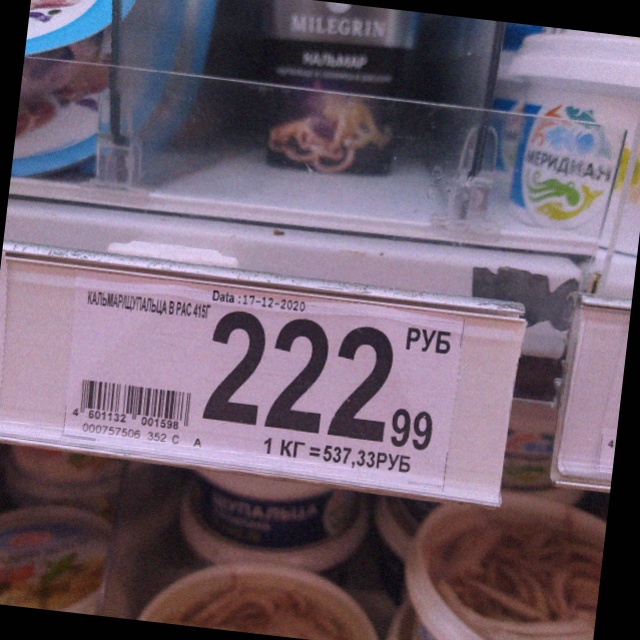 MILEGRIN
КАЛЬМАР
МЕРИДИАН
КАЛЬМАР/ЩУПАЛЬЦА В РАС 415Г
Data :17-12-2020
222 99
РУБ
4 601132 001598
000757506 352 С А
1 КГ =537,33РУБ